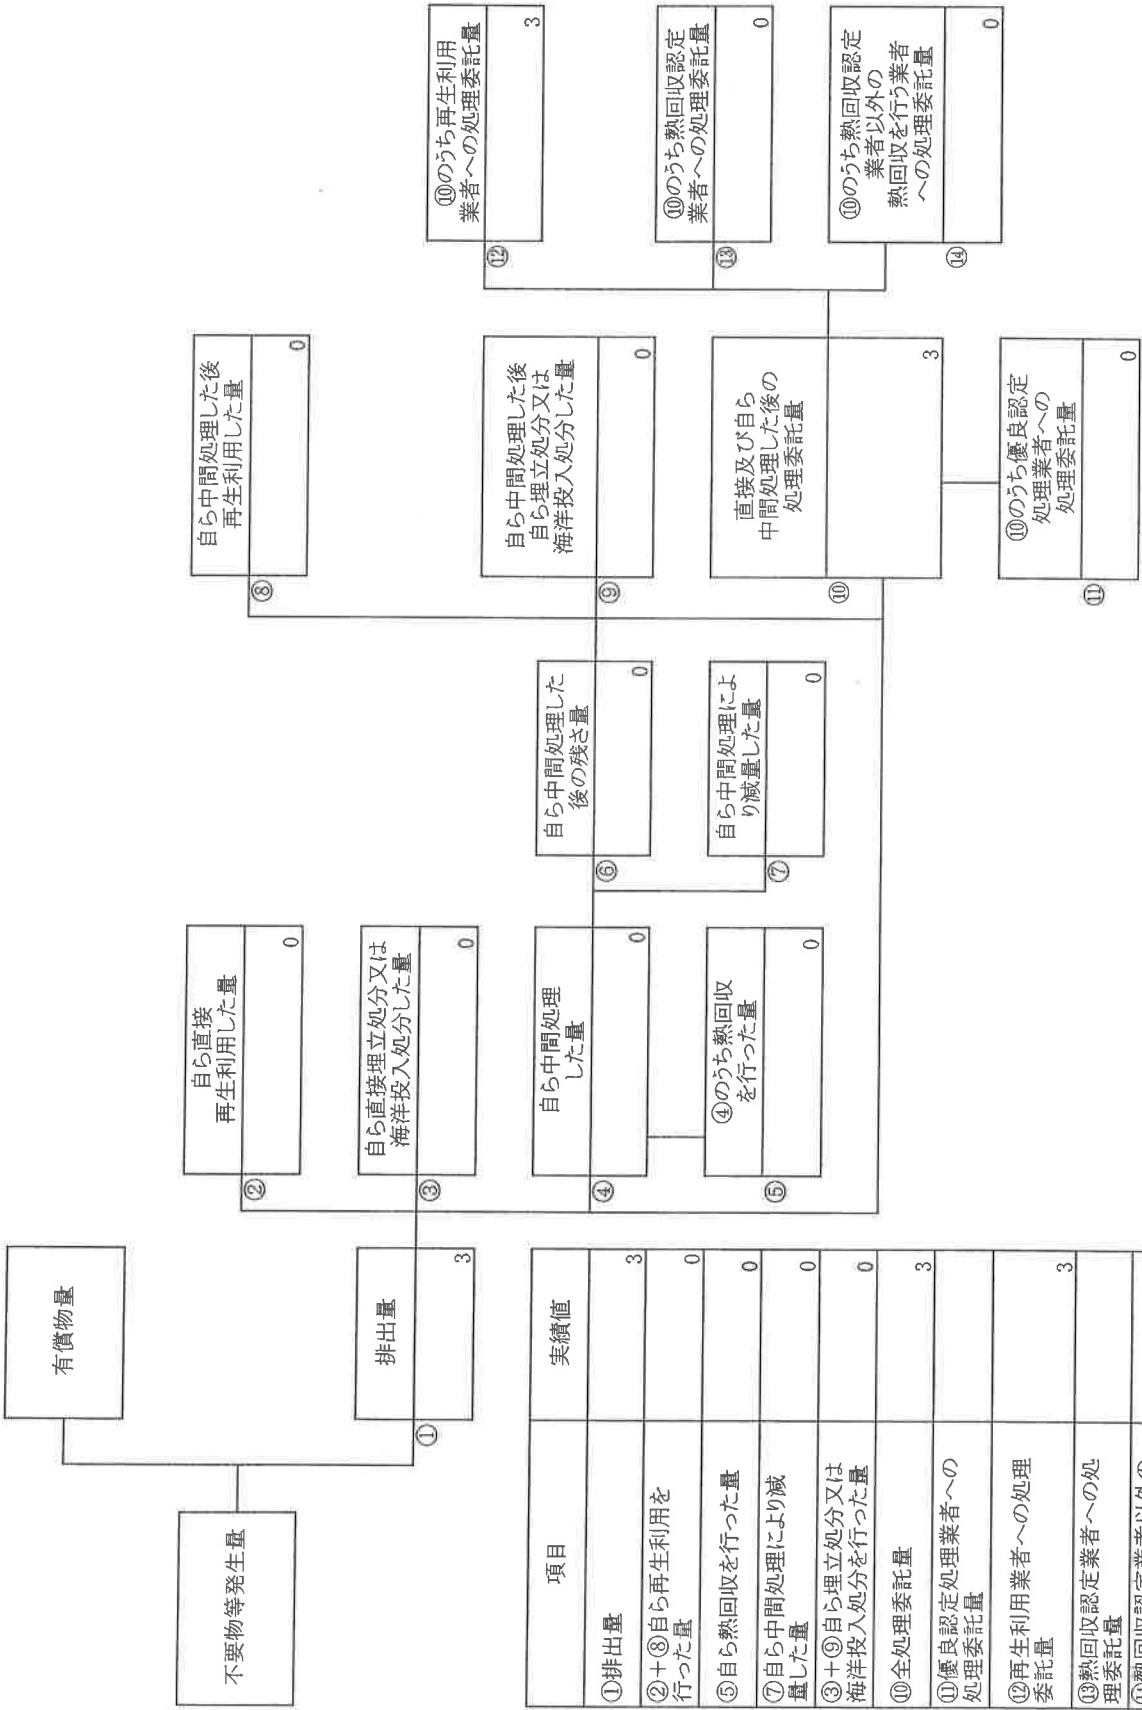 不要物等発生量
有償物量
排出量
①
3
自ら直接
再生利用した量
②
0
自ら直接埋立処分又は
海洋投入処分した量
③
0
自ら中間処理
した量
④
0
④のうち熱回収
を行った量
⑤
0
自ら中間処理した
後の残さ量
⑥
0
自ら中間処理によ
り減量した量
⑦
0
自ら中間処理した後
再生利用した量
⑧
0
自ら中間処理した後
自ら埋立処分又は
海洋投入処分した量
⑨
0
直接及び自ら
中間処理した後の
処理委託量
⑩
3
⑩のうち優良認定
処理業者への
処理委託量
⑪
0
⑩のうち再生利用
業者への処理委託量
⑫
3
⑩のうち熱回収認定
業者への処理委託量
⑬
0
⑩のうち熱回収認定
業者以外の
熱回収を行う業者
への処理委託量
⑭
0
項目 実績値
①排出量 3
②+⑧自ら再生利用を
行った量 0
⑤自ら熱回収を行った量 0
⑦自ら中間処理により減
量した量 0
③+⑨自ら埋立処分又は
海洋投入処分を行った量 0
⑩全処理委託量 3
⑪優良認定処理業者への
処理委託量
⑫再生利用業者への処理
委託量 3
⑬熱回収認定業者への処
理委託量
熱回収認定業者以外の